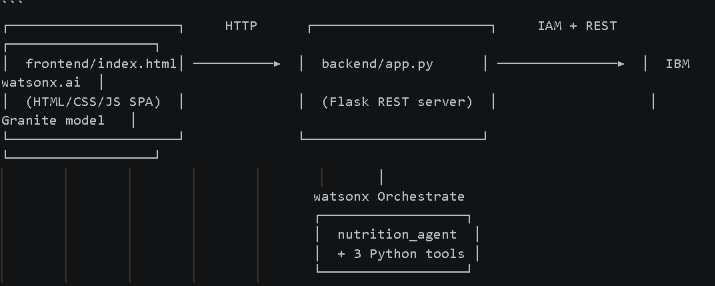 ```
HTTP IAM + REST
frontend/index.html backend/app.py IBM
watsonx.ai
(HTML/CSS/JS SPA) (Flask REST server)
Granite model
watsonx Orchestrate
nutrition_agent
+ 3 Python tools